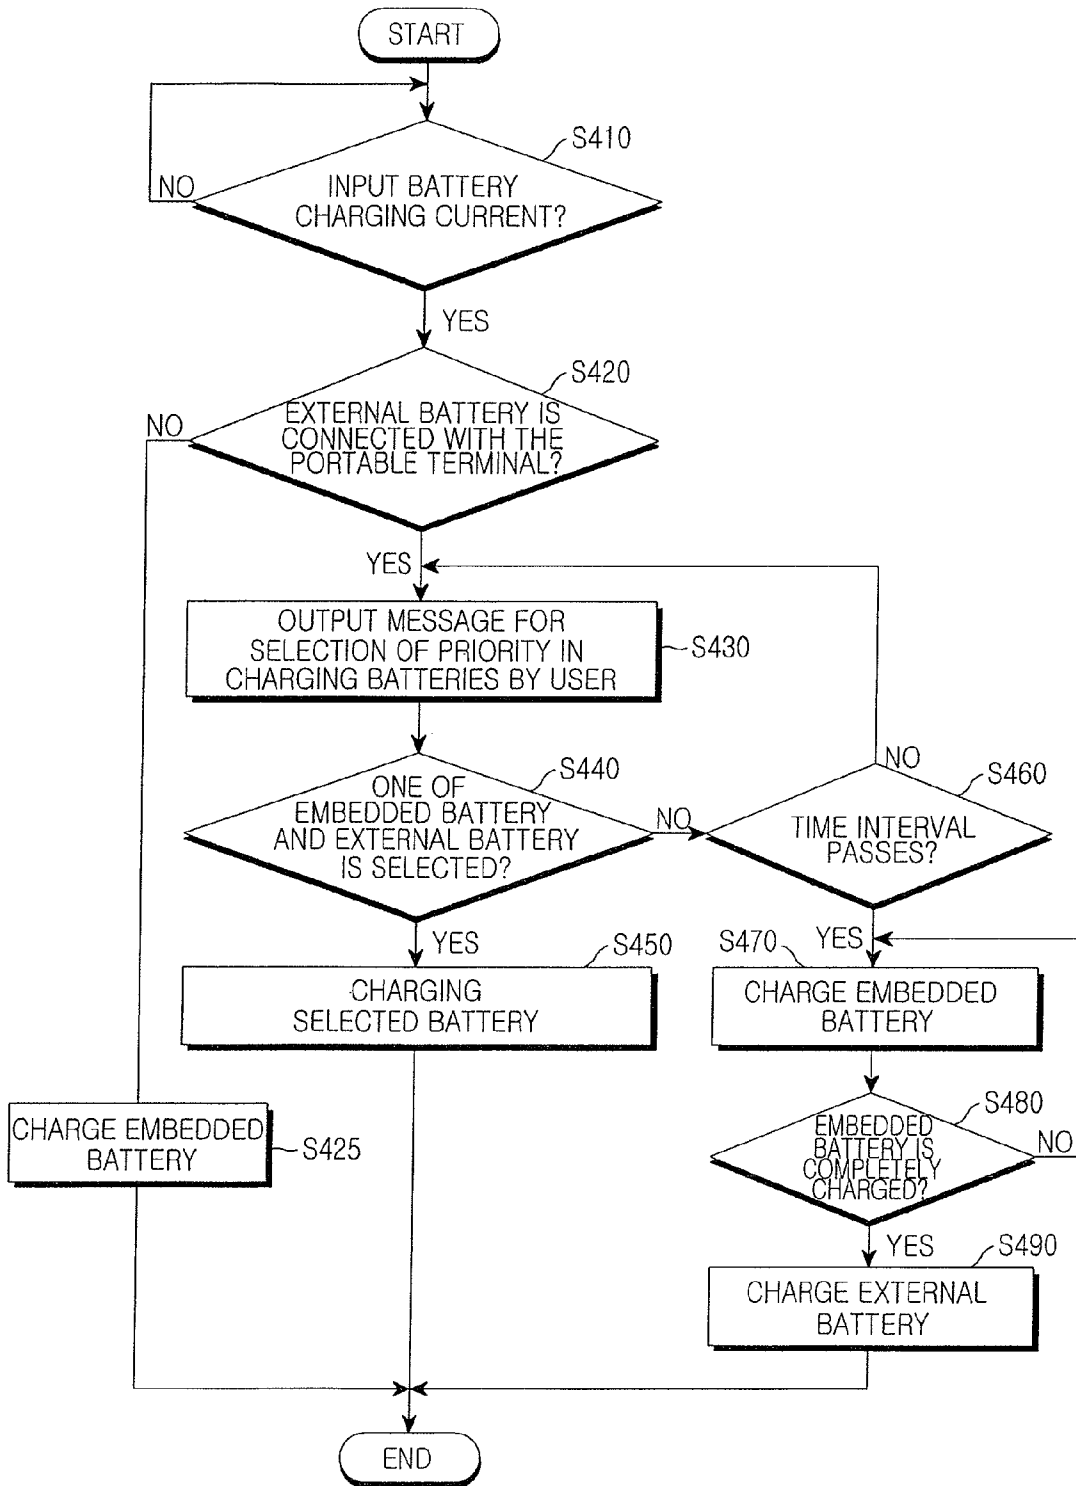 START
S410
NO
INPUT BATTERY
CHARGING CURRENT?
YES
S420
NO
EXTERNAL BATTERY IS
CONNECTED WITH THE
PORTABLE TERMINAL?
YES
OUTPUT MESSAGE FOR
SELECTION OF PRIORITY IN
CHARGING BATTERIES BY USER
S430
NO
S440
ONE OF
EMBEDDED BATTERY
AND EXTERNAL BATTERY
IS SELECTED?
NO
S460
TIME INTERVAL
PASSES?
YES
S450
CHARGING
SELECTED BATTERY
YES
S470
CHARGE EMBEDDED
BATTERY
CHARGE EMBEDDED
BATTERY
S425
S480
EMBEDDED
BATTERY IS
COMPLETELY
CHARGED?
NO
YES
S490
CHARGE EXTERNAL
BATTERY
END